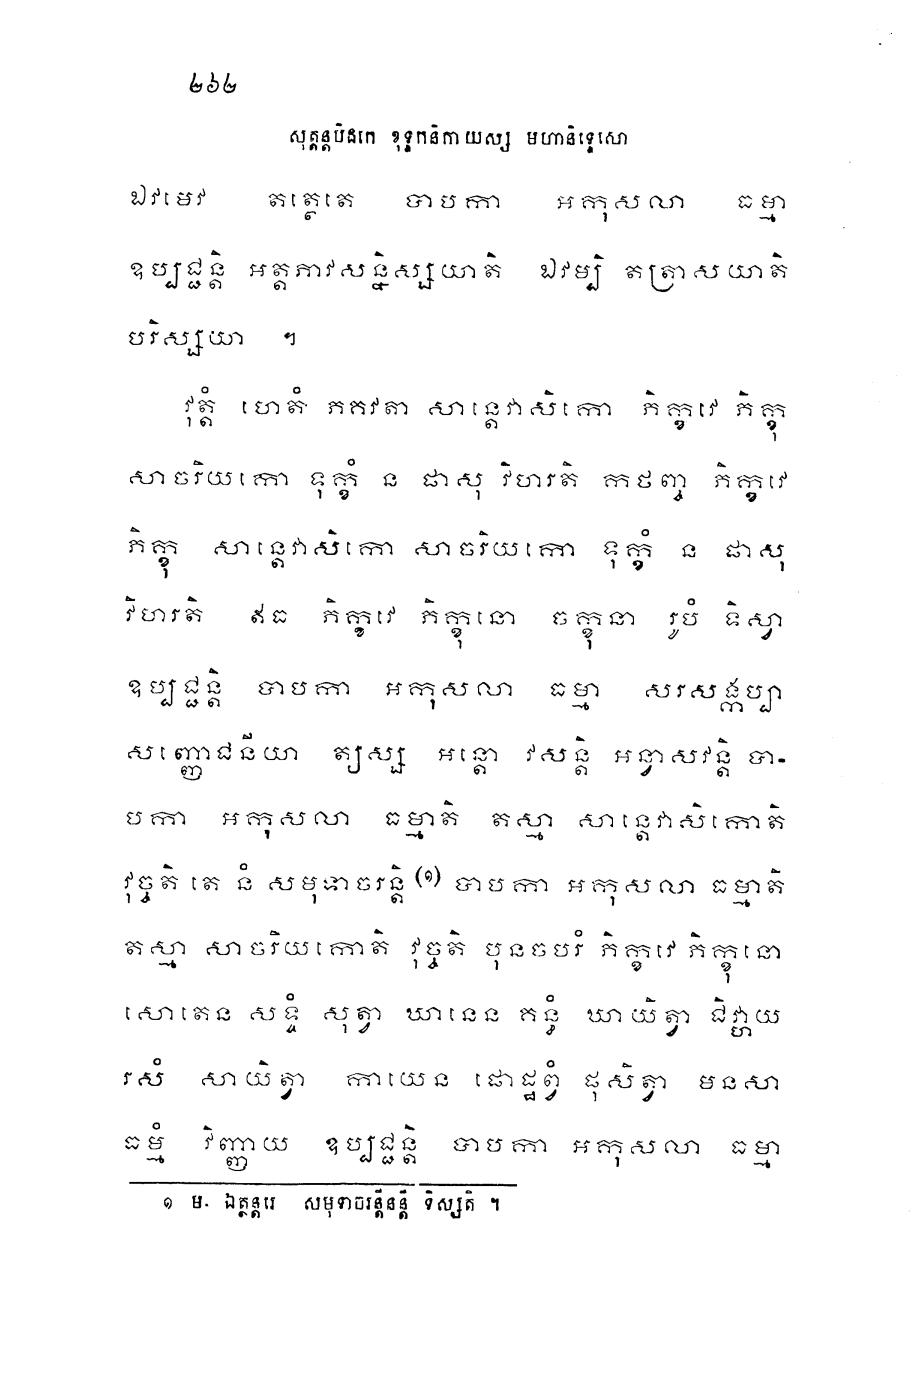 ២៦២
សុត្តន្តបិដកេ ខុទ្ទកនិកាយស្ស មហានិទ្ទេសោ
ឯវមេវ តត្ថេតេ បាបកា អកុសលា ធម្មា
ឧប្បជ្ជន្តិ អត្តភាវសន្និស្សយាតិ ឯវម្បិ តត្រាសយាតិ
បរិស្សយា ។
វុត្តំ ហេតំ ភគវតា សាន្តេវាសិកោ ភិក្ខវេ ភិក្ខុ
សាចរិយកោ ទុក្ខំ ន ផាសុ វិហរតិ កថញ្ច ភិក្ខវេ
ភិក្ខុ សាន្តេវាសិកោ សាចរិយកោ ទុក្ខំ ន ផាសុ
វិហរតិ ឥធ ភិក្ខវេ ភិក្ខុនោ ចក្ខុនា រូបំ ទិស្វា
ឧប្បជ្ជន្តិ បាបកា អកុសលា ធម្មា សរសង្កប្បា
សញ្ញោជនីយា ត្យស្ស អន្តោ វសន្តិ អន្វាសវន្តិ បា-
បកា អកុសលា ធម្មាតិ តស្មា សាន្តេវាសិកោតិ
វុច្ចតិ តេ នំ សមុទាចរន្តិ (១) បាបកា អកុសលា ធម្មាតិ
តស្មា សាចរិយកោតិ វុច្ចតិ បុនចបរំ ភិក្ខវេ ភិក្ខុនោ
សោតេន សទ្ទំ សុត្វា ឃានេន គន្ធំ ឃាយិត្វា ជិវ្ហាយ
រសំ សាយិត្វា កាយេន ផោដ្ឋព្វំ ផុសិត្វា មនសា
ធម្មំ វិញ្ញាយ ឧប្បជ្ជន្តិ បាបកា អកុសលា ធម្មា
១ ម. ឯត្ថន្តរេ សមុទាចរន្តីនន្តិ ទិស្សតិ ។